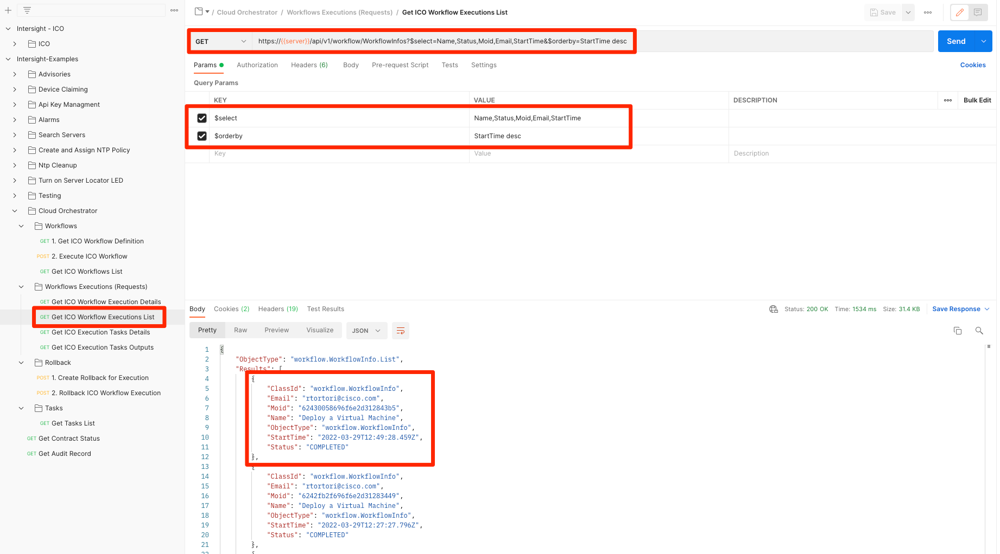 Intersight - ICO
ICO
Intersight-Examples
Advisories
Device Claiming
Api Key Managment
Alarms
Search Servers
Create and Assign NTP Policy
Ntp Cleanup
Turn on Server Locator LED
Testing
Cloud Orchestrator
Workflows
GET 1. Get ICO Workflow Definition
POST 2. Execute ICO Workflow
GET Get ICO Workflows List
Workflows Executions (Requests)
GET Get ICO Workflow Execution Details
GET Get ICO Workflow Executions List
GET Get ICO Execution Tasks Details
GET Get ICO Execution Tasks Outputs
Rollback
POST 1. Create Rollback for Execution
POST 2. Rollback ICO Workflow Execution
Tasks
GET Get Tasks List
GET Get Contract Status
GET Get Audit Record
/ Cloud Orchestrator / Workflows Executions (Requests) / Get ICO Workflow Executions List
Save
GET https://{{server}}/api/v1/workflow/WorkflowInfos?$select=Name,Status,Moid,Email,StartTime&$orderby=StartTime desc
Send
Params Authorization Headers (6) Body Pre-request Script Tests Settings Cookies
Query Params
KEY VALUE DESCRIPTION Bulk Edit
$select Name,Status,Moid,Email,StartTime
$orderby StartTime desc
Key Value Description
Body Cookies (2) Headers (19) Test Results Status: 200 OK Time: 1534 ms Size: 31.4 KB Save Response
Pretty Raw Preview Visualize JSON
1 {
2 "ObjectType": "workflow.WorkflowInfo.List",
3 "Results": [
4 {
5 "ClassId": "workflow.WorkflowInfo",
6 "Email": "rtortori@cisco.com",
7 "Moid": "62430058696f6e2d312843b5",
8 "Name": "Deploy a Virtual Machine",
9 "ObjectType": "workflow.WorkflowInfo",
10 "StartTime": "2022-03-29T12:49:28.459Z",
11 "Status": "COMPLETED"
12 },
13 {
14 "ClassId": "workflow.WorkflowInfo",
15 "Email": "rtortori@cisco.com",
16 "Moid": "6242fb2f696f6e2d31283449",
17 "Name": "Deploy a Virtual Machine",
18 "ObjectType": "workflow.WorkflowInfo",
19 "StartTime": "2022-03-29T12:27:27.796Z",
20 "Status": "COMPLETED"
21 },
22 {